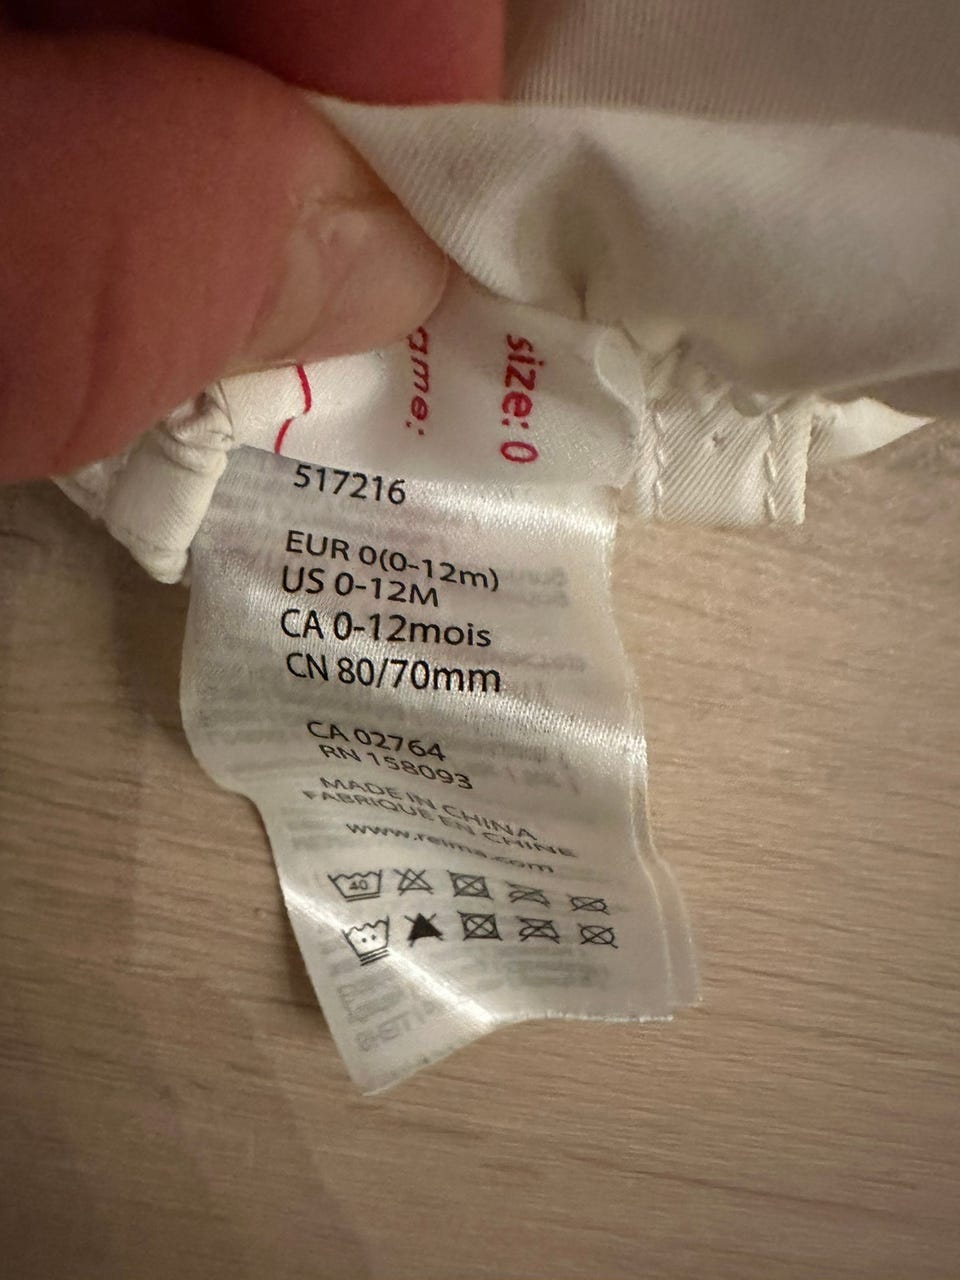 size: 0
ame:
517216
EUR 0(0-12m)
US 0-12M
CA 0-12mois
CN 80/70mm
CA 02764
RN 158093
MADE IN CHINA
FABRIQUE EN CHINE
www.reima.com
40